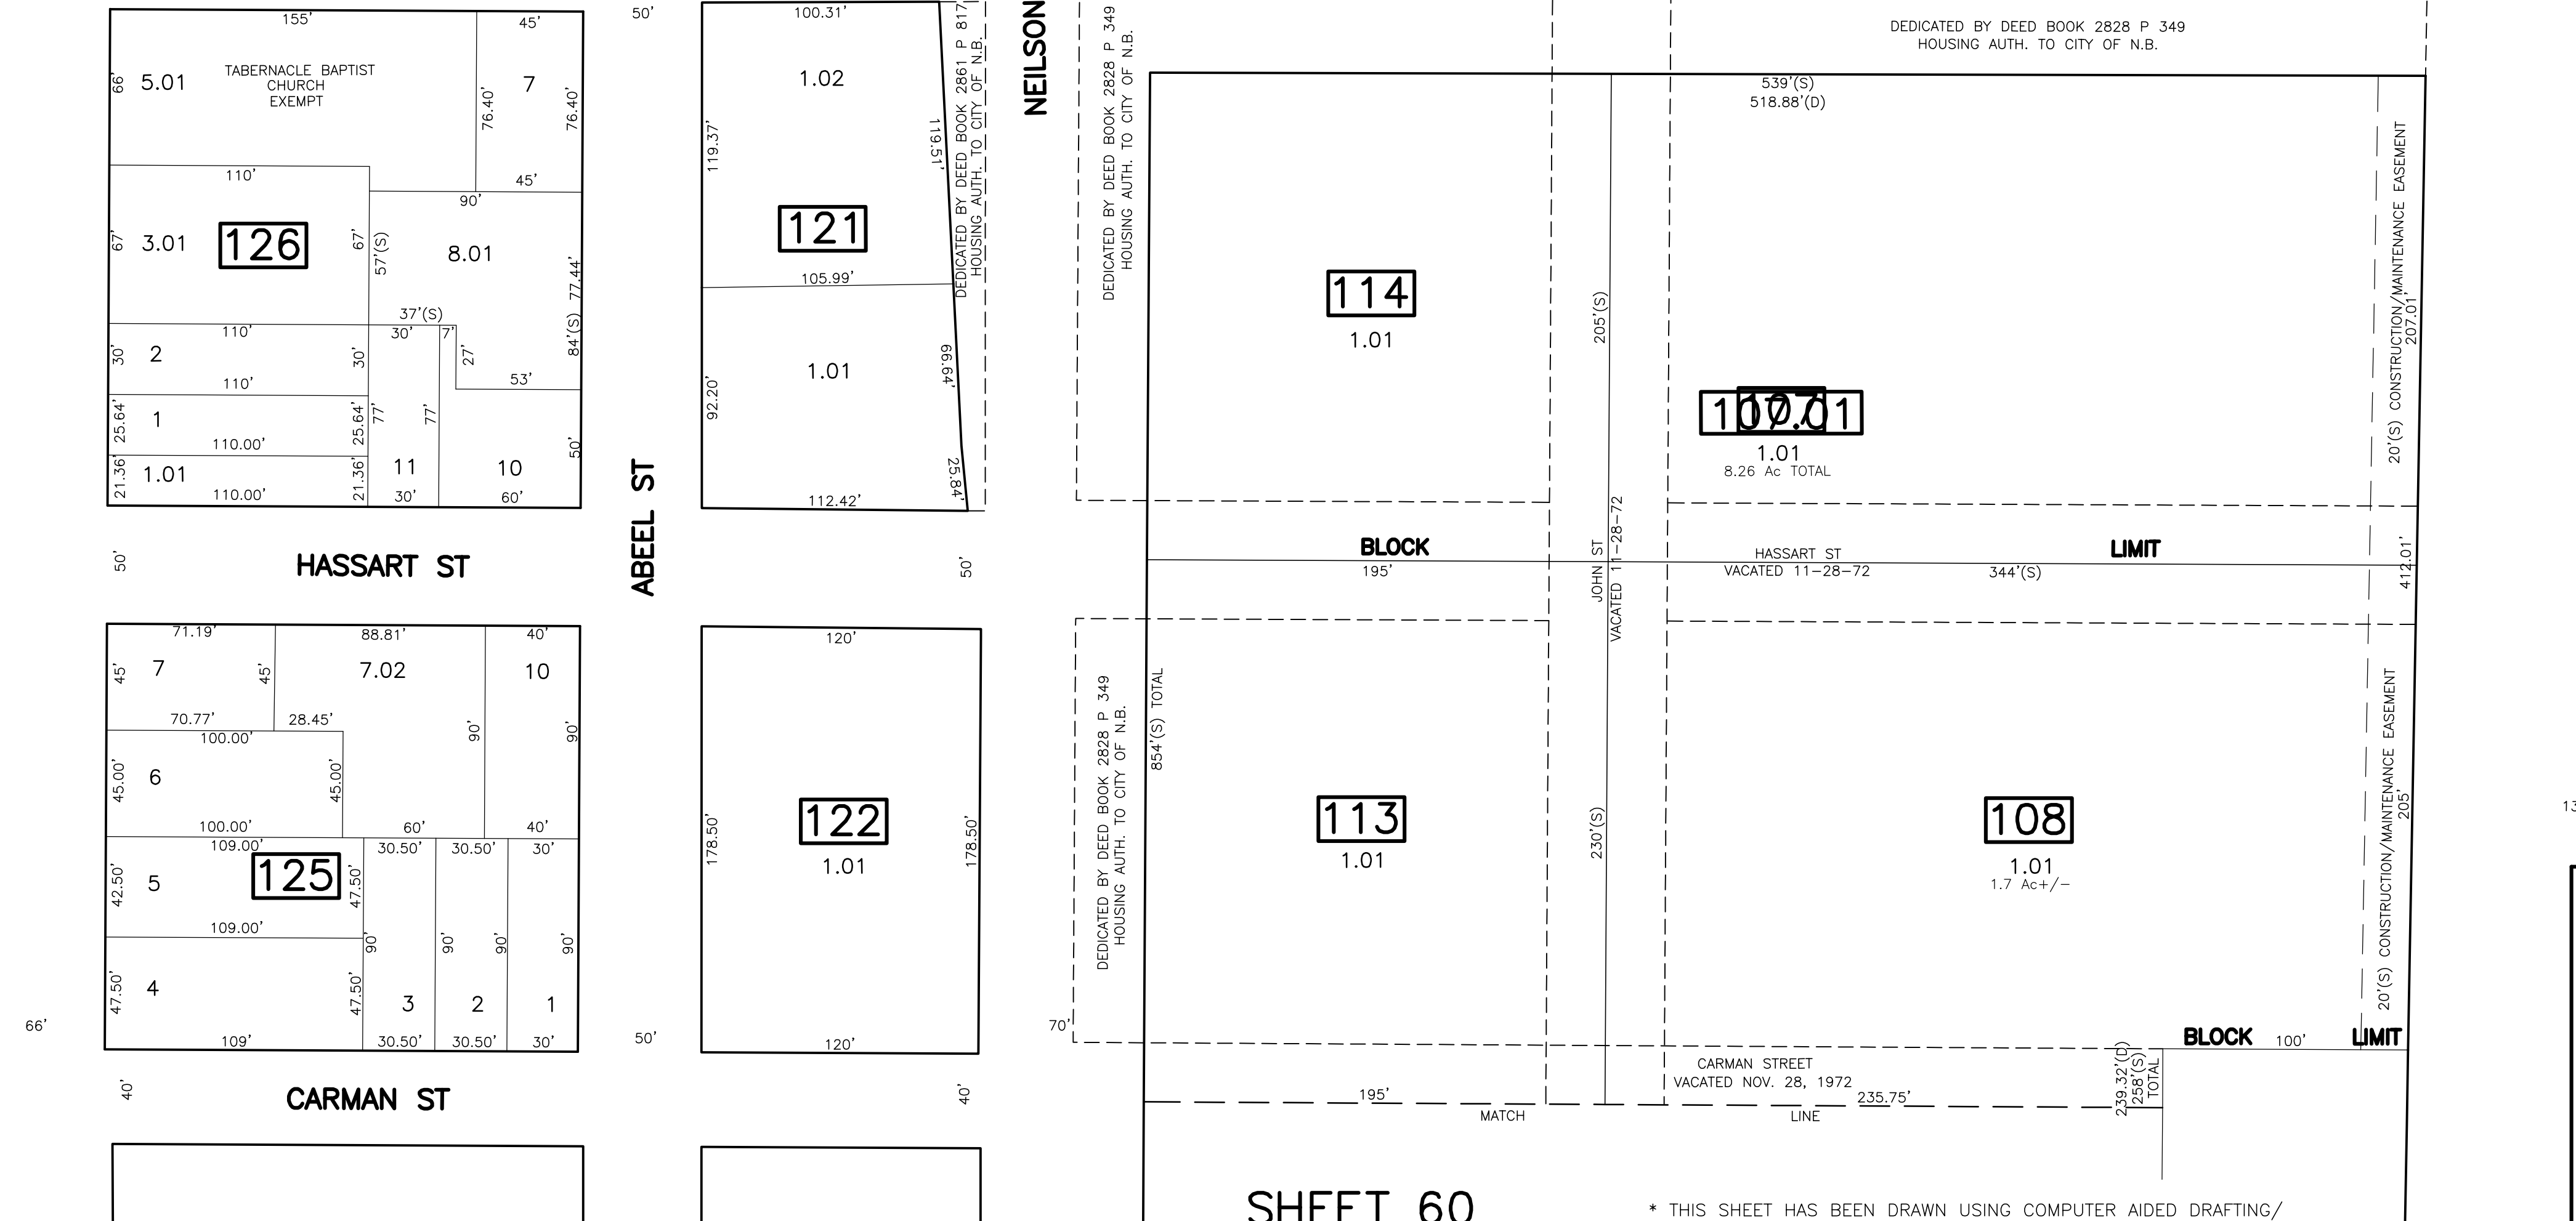 155'
45'
66'
5.01
TABERNACLE BAPTIST
CHURCH
EXEMPT
7
76.40'
76.40'
110'
45'
90'
67'
3.01
126
67'
57'(S)
8.01
77.44'
84'(S)
37'(S)
110'
30'
7'
30'
2
30'
27'
110'
53'
25.64'
1
25.64'
77'
77'
110.00'
50'
21.36'
1.01
21.36'
11
10
110.00'
30'
60'
50'
HASSART ST
ABEEL ST
50'
100.31'
1.02
119.37'
119.51'
DEDICATED BY DEED BOOK 2861 P 817
HOUSING AUTH. TO CITY OF N.B.
121
105.99'
1.01
66.64'
92.20'
25.84'
112.42'
50'
NEILSON
DEDICATED BY DEED BOOK 2828 P 349
HOUSING AUTH. TO CITY OF N.B.
DEDICATED BY DEED BOOK 2828 P 349
HOUSING AUTH. TO CITY OF N.B.
539'(S)
518.88'(D)
114
1.01
205'(S)
107.01
107
1.01
8.26 Ac TOTAL
20'(S) CONSTRUCTION/MAINTENANCE EASEMENT
207.01'
BLOCK
LIMIT
195'
JOHN ST
VACATED 11-28-72
HASSART ST
VACATED 11-28-72
344'(S)
412.01'
71.19'
88.81'
40'
45'
7
45'
7.02
10
70.77'
28.45'
90'
90'
100.00'
45.00'
6
45.00'
100.00'
60'
40'
109.00'
30.50'
30.50'
30'
42.50'
5
125
47.50'
109.00'
90'
90'
90'
90'
47.50'
4
47.50'
3
2
1
109'
30.50'
30.50'
30'
66'
50'
40'
CARMAN ST
40'
120'
178.50'
122
1.01
178.50'
120'
70'
DEDICATED BY DEED BOOK 2828 P 349
HOUSING AUTH. TO CITY OF N.B.
854'(S) TOTAL
113
1.01
230'(S)
108
1.01
1.7 Ac+/-
20'(S) CONSTRUCTION/MAINTENANCE EASEMENT
205'
BLOCK
100'
LIMIT
CARMAN STREET
VACATED NOV. 28, 1972
195'
235.75'
239.32'(D)
258'(S)
TOTAL
MATCH
LINE
SHEET 60
* THIS SHEET HAS BEEN DRAWN USING COMPUTER AIDED DRAFTING/